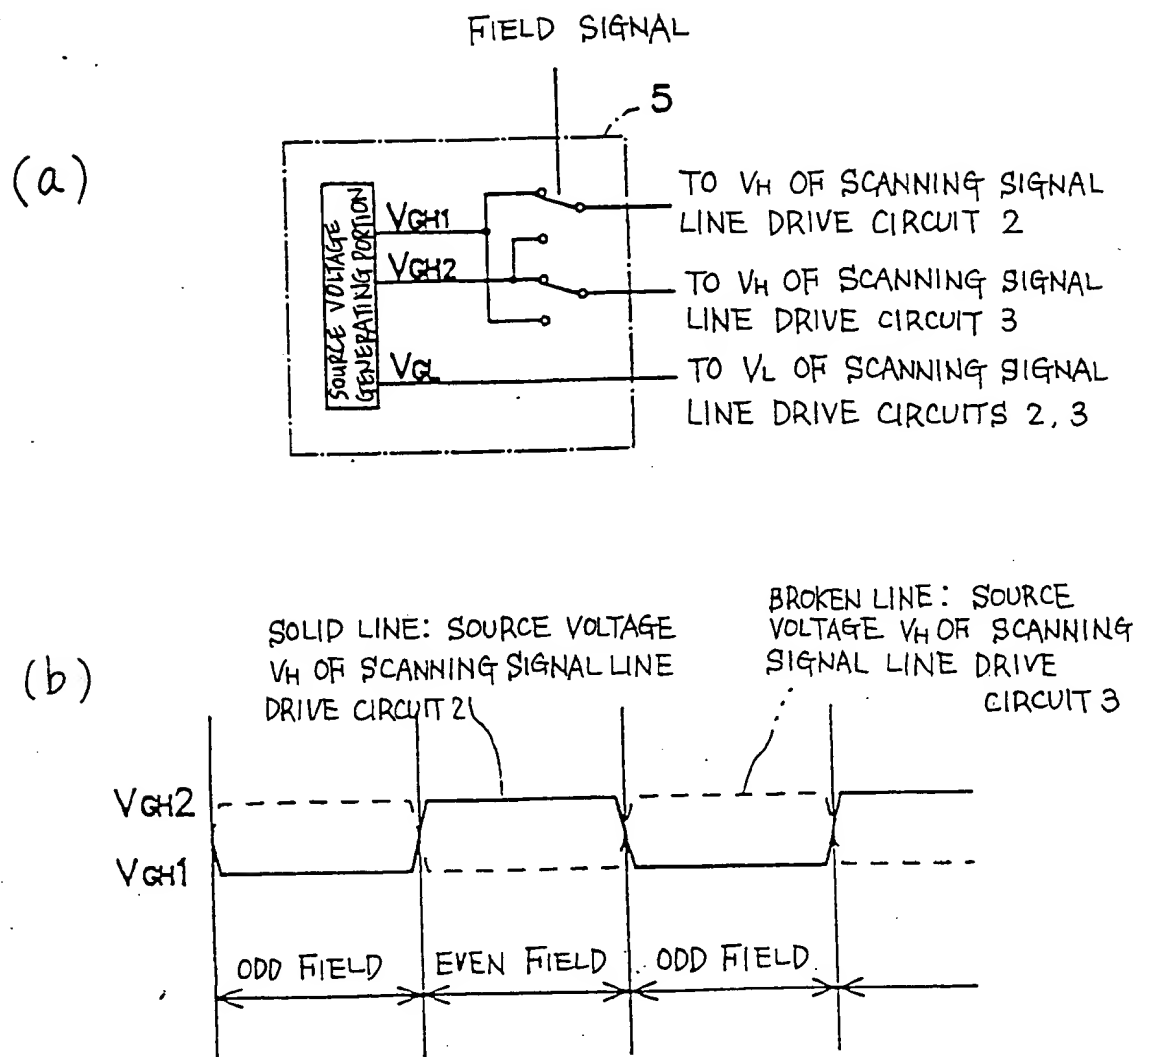 FIELD SIGNAL
5
(a)
SOURCE VOLTAGE
GENERATING PORTION
VGH1
VGH2
VGL
TO VH OF SCANNING SIGNAL
LINE DRIVE CIRCUIT 2
TO VH OF SCANNING SIGNAL
LINE DRIVE CIRCUIT 3
TO VL OF SCANNING SIGNAL
LINE DRIVE CIRCUITS 2, 3
(b)
SOLID LINE: SOURCE VOLTAGE
VH OF SCANNING SIGNAL LINE
DRIVE CIRCUIT 2
BROKEN LINE: SOURCE
VOLTAGE VH OF SCANNING
SIGNAL LINE DRIVE
CIRCUIT 3
VGH2
VGH1
ODD FIELD
EVEN FIELD
ODD FIELD